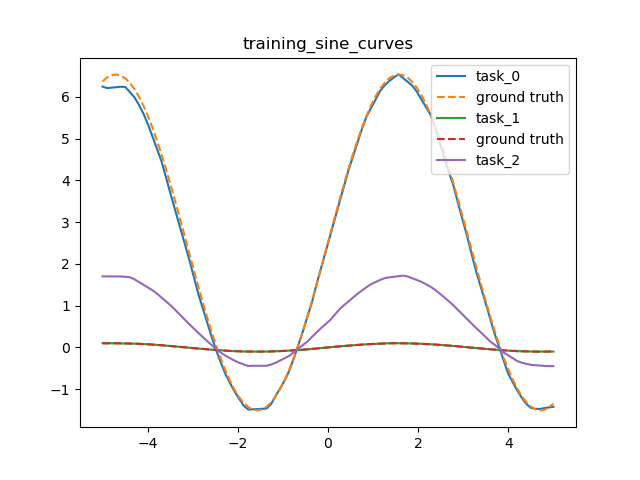 training_sine_curves
task_0
ground truth
task_1
ground truth
task_2
6
5
4
3
2
1
0
−1
−4
−2
0
2
4